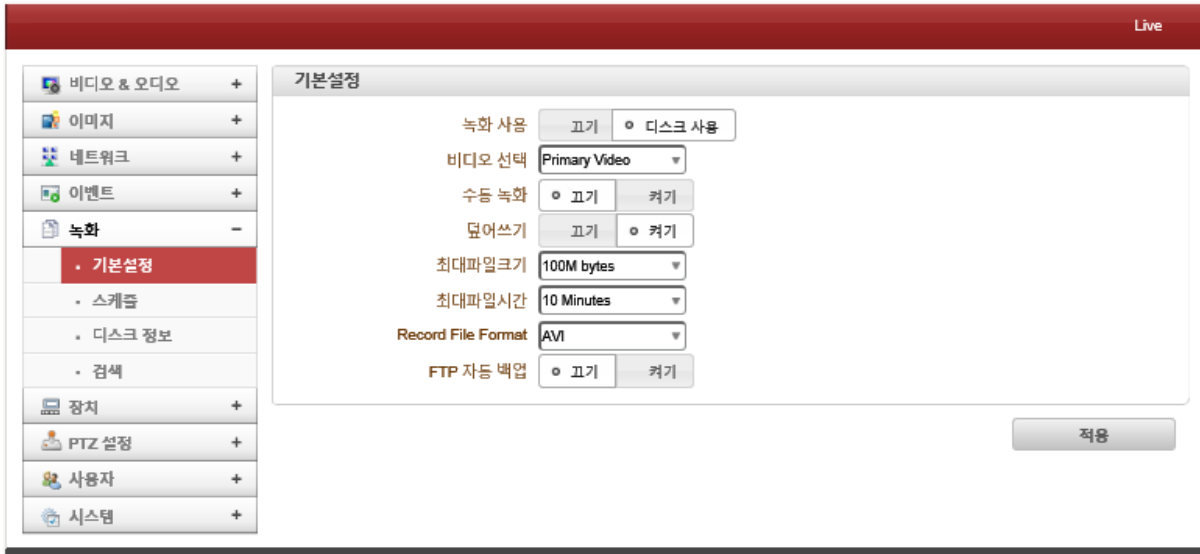 Live
비디오 & 오디오 +
이미지 +
네트워크 +
이벤트 +
녹화 -
기본설정
스케줄
디스크 정보
검색
장치 +
PTZ 설정 +
사용자 +
시스템 +
기본설정
녹화 사용 끄기 디스크 사용
비디오 선택 Primary Video
수동 녹화 끄기 켜기
덮어쓰기 끄기 켜기
최대파일크기 100M bytes
최대파일시간 10 Minutes
Record File Format AVI
FTP 자동 백업 끄기 켜기
적용